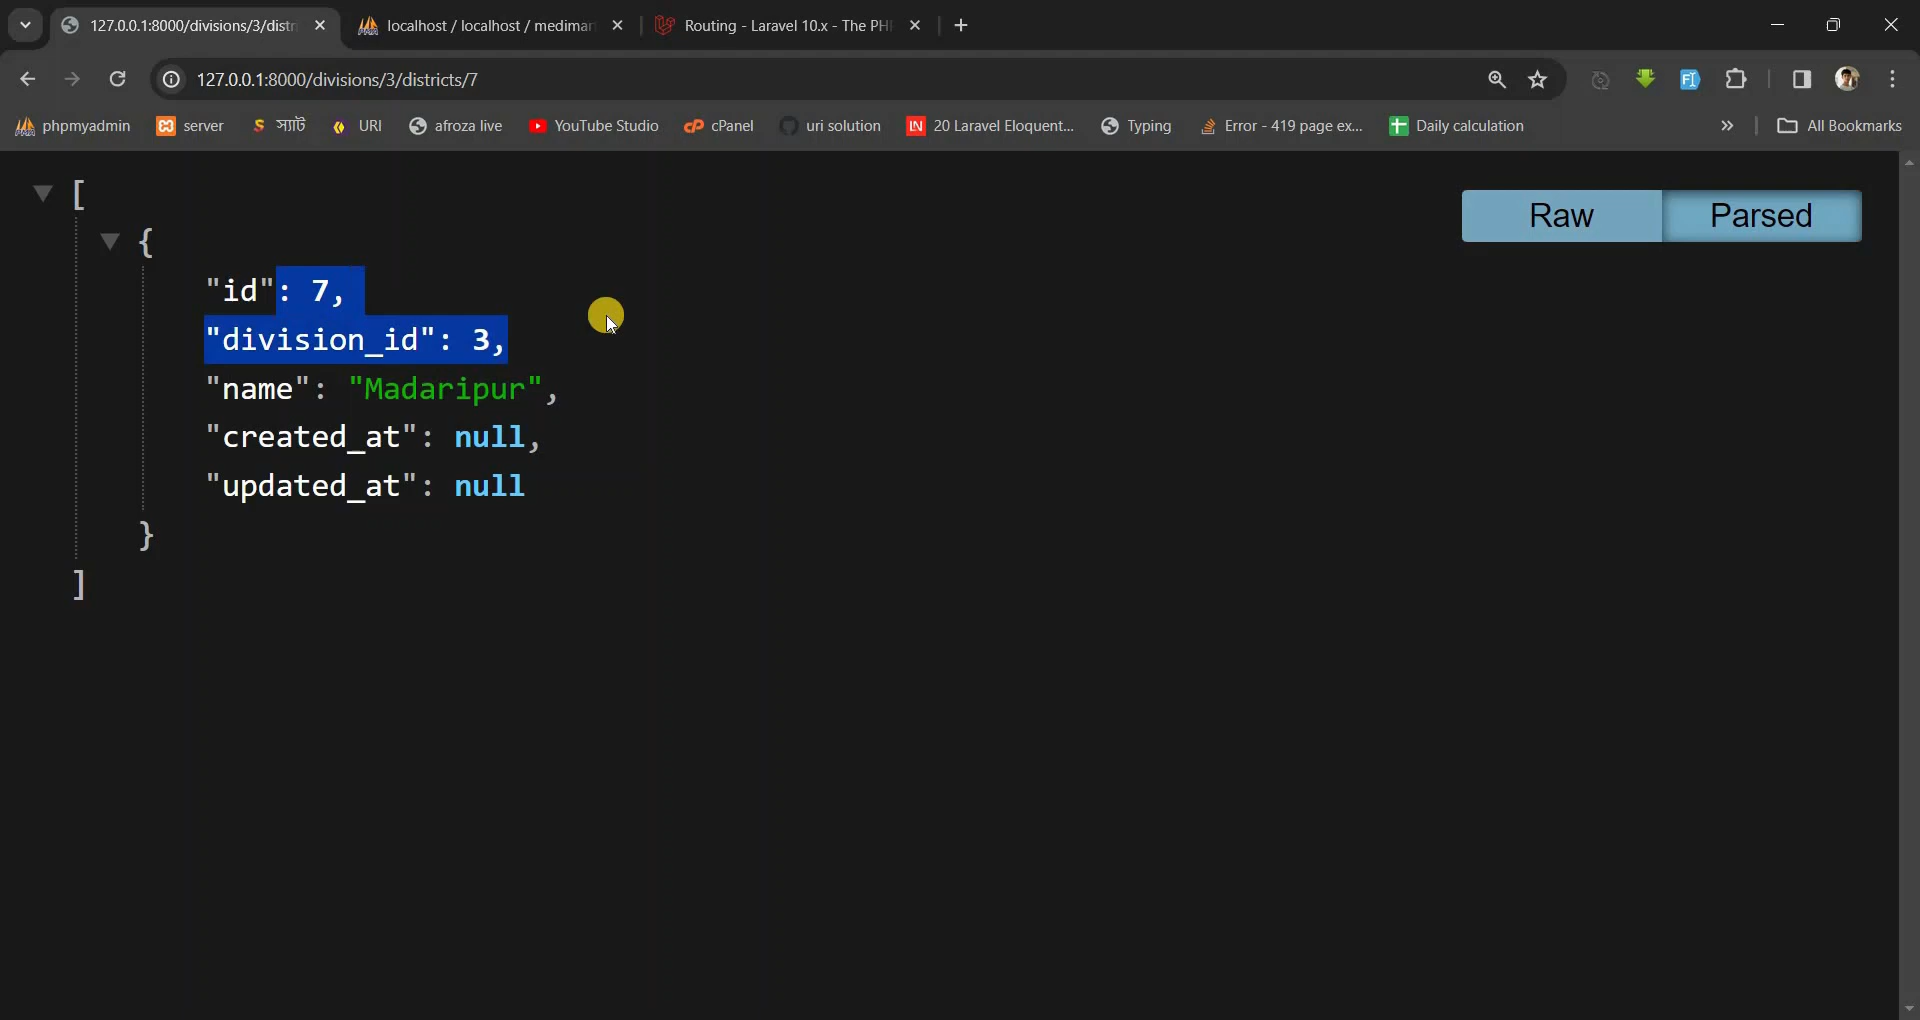 127.0.0.1:8000/divisions/3/distri
localhost / localhost / medimar
Routing - Laravel 10.x - The PH
127.0.0.1:8000/divisions/3/districts/7
phpmyadmin
server
স্যাট
URI
afroza live
YouTube Studio
cPanel
uri solution
20 Laravel Eloquent...
Typing
Error - 419 page ex...
Daily calculation
All Bookmarks
[
{
"id": 7,
"division_id": 3,
"name": "Madaripur",
"created_at": null,
"updated_at": null
}
]
Raw
Parsed